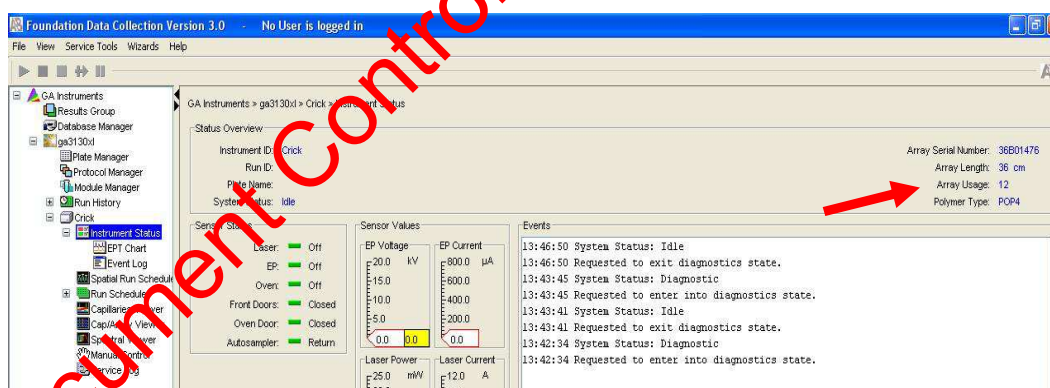 Foundation Data Collection Version 3.0 - No User is logged in
File View Service Tools Wizards Help
GA Instruments
Results Group
Database Manager
ga3130xl
Plate Manager
Protocol Manager
Module Manager
Run History
Crick
Instrument Status
EPT Chart
Event Log
Spatial Run Schedule
Run Schedule
Capillaries Viewer
Cap/Array View
Spectral Viewer
Manual Control
Service Log
GA Instruments > ga3130xl > Crick > Instrument Status
Status Overview
Instrument ID: Crick
Run ID:
Plate Name:
System Status: Idle
Array Serial Number: 36B01476
Array Length: 36 cm
Array Usage: 12
Polymer Type: POP4
Sensor States
Laser: Off
EP: Off
Oven: Off
Front Doors: Closed
Oven Door: Closed
Autosampler: Return
Sensor Values
EP Voltage
20.0 kV
15.0
10.0
5.0
0.0 0.0
EP Current
800.0 µA
600.0
400.0
200.0
0.0
Laser Power
25.0 mW
Laser Current
12.0 A
Events
13:46:50 System Status: Idle
13:46:50 Requested to exit diagnostics state.
13:43:45 System Status: Diagnostic
13:43:45 Requested to enter into diagnostics state.
13:43:41 System Status: Idle
13:43:41 Requested to exit diagnostics state.
13:42:34 System Status: Diagnostic
13:42:34 Requested to enter into diagnostics state.
cument Contro